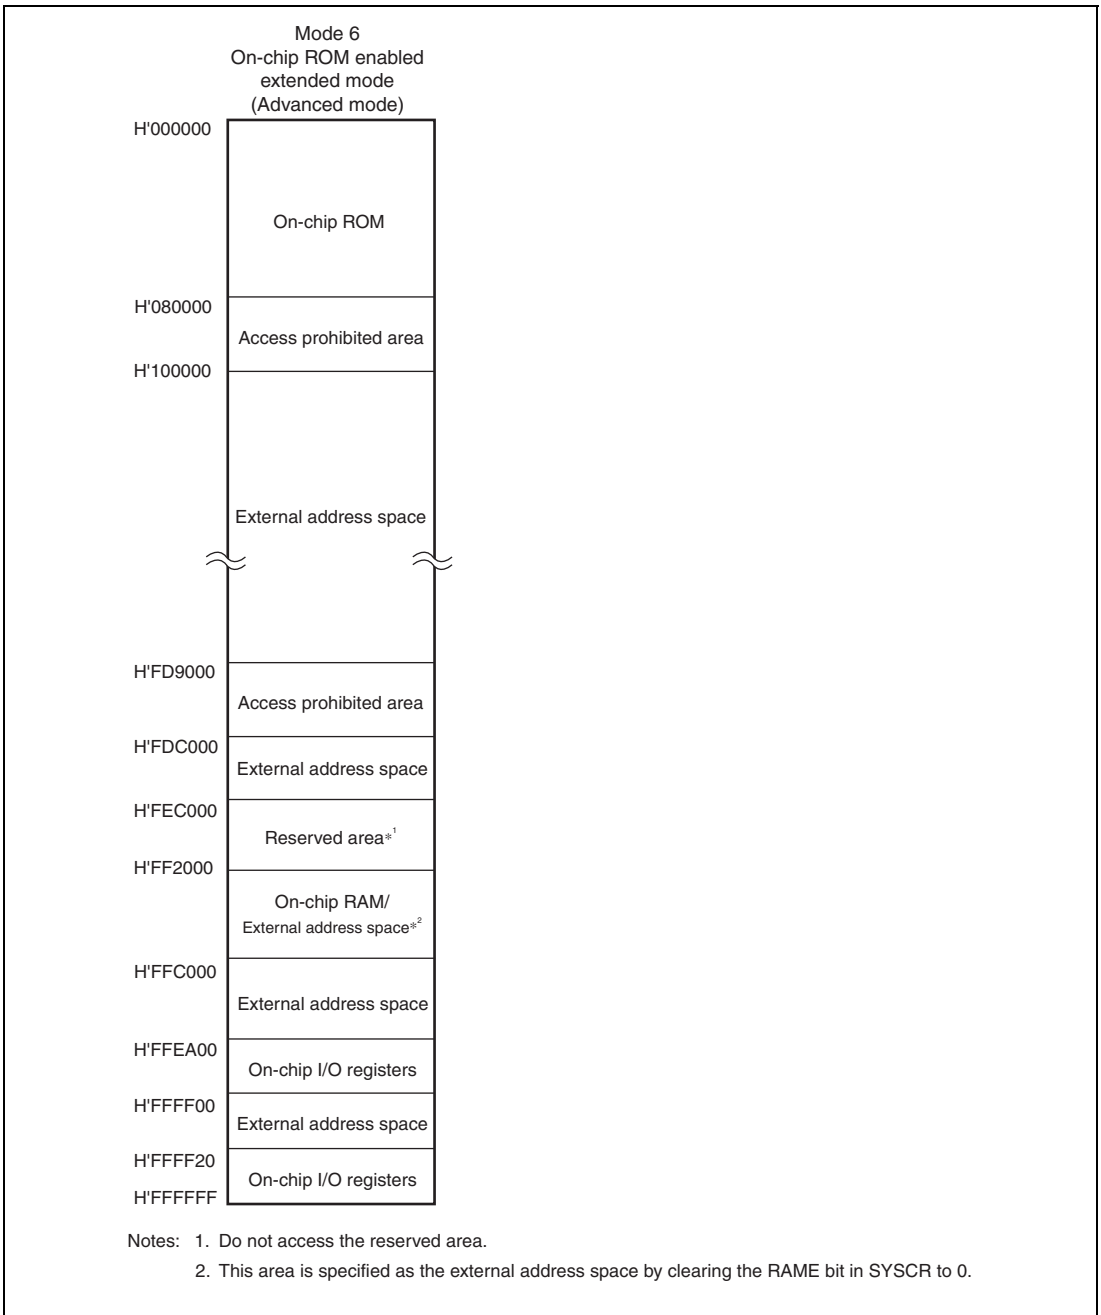 Mode 6
On-chip ROM enabled
extended mode
(Advanced mode)
H'000000
On-chip ROM
H'080000
Access prohibited area
H'100000
External address space
H'FD9000
Access prohibited area
H'FDC000
External address space
H'FEC000
Reserved area*1
H'FF2000
On-chip RAM/
External address space*2
H'FFC000
External address space
H'FFEA00
On-chip I/O registers
H'FFFF00
External address space
H'FFFF20
On-chip I/O registers
H'FFFFFF
Notes: 1. Do not access the reserved area.
2. This area is specified as the external address space by clearing the RAME bit in SYSCR to 0.